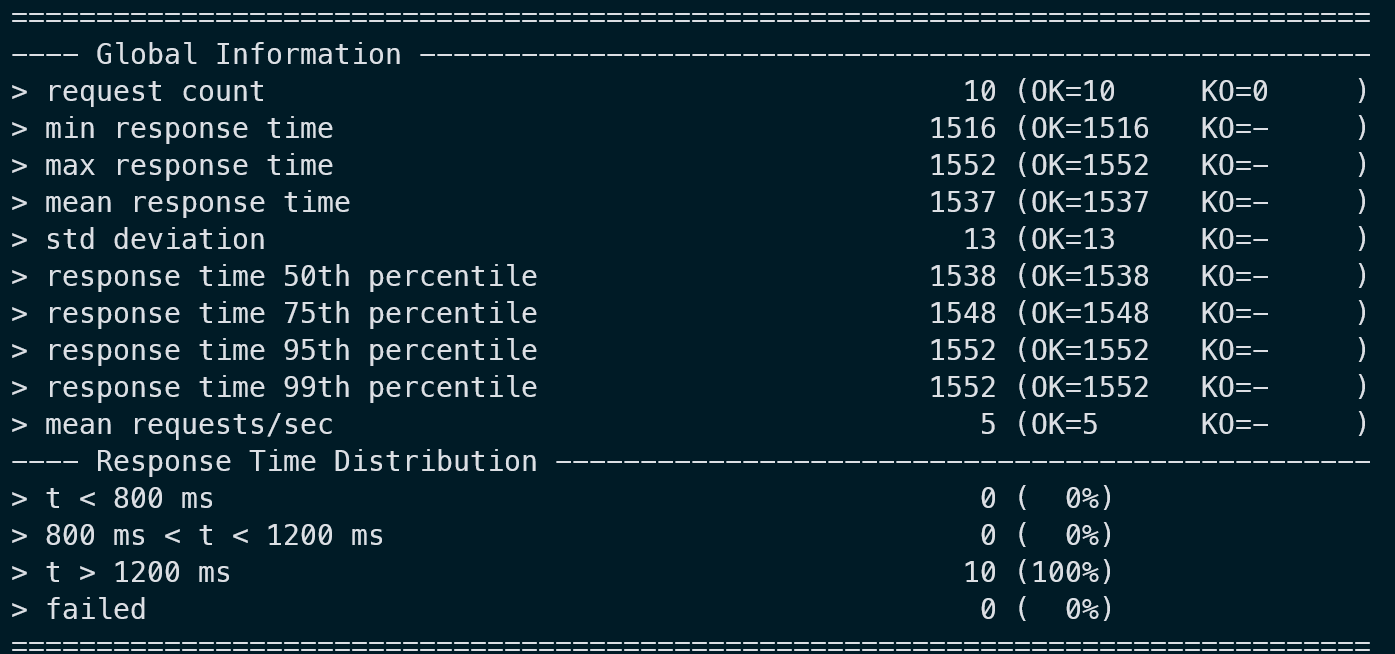 ================================================================================
---- Global Information --------------------------------------------------------
> request count                                         10 (OK=10     KO=0     )
> min response time                                   1516 (OK=1516   KO=-     )
> max response time                                   1552 (OK=1552   KO=-     )
> mean response time                                  1537 (OK=1537   KO=-     )
> std deviation                                         13 (OK=13     KO=-     )
> response time 50th percentile                       1538 (OK=1538   KO=-     )
> response time 75th percentile                       1548 (OK=1548   KO=-     )
> response time 95th percentile                       1552 (OK=1552   KO=-     )
> response time 99th percentile                       1552 (OK=1552   KO=-     )
> mean requests/sec                                      5 (OK=5      KO=-     )
---- Response Time Distribution ------------------------------------------------
> t < 800 ms                                             0 (  0%)
> 800 ms < t < 1200 ms                                   0 (  0%)
> t > 1200 ms                                           10 (100%)
> failed                                                 0 (  0%)
================================================================================